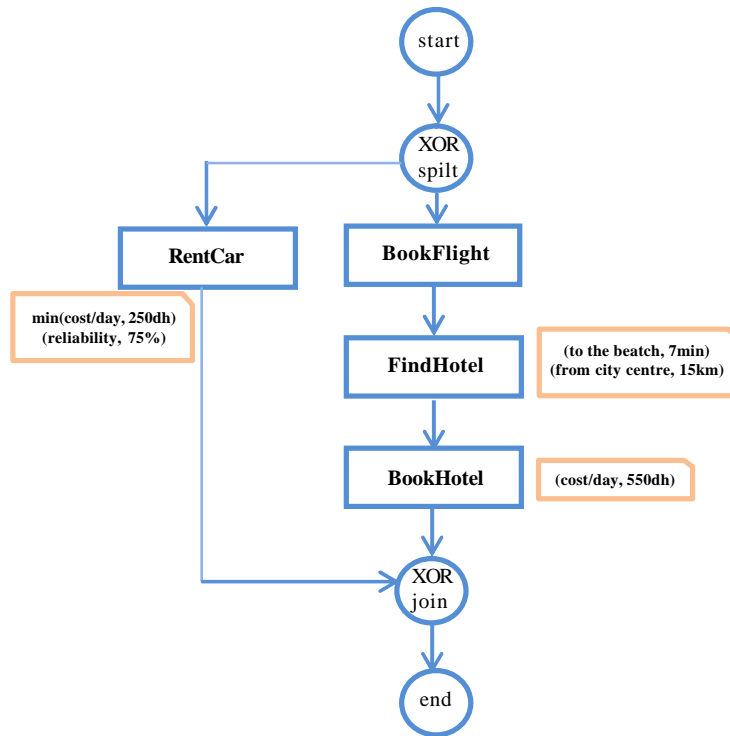 start
XOR
spilt
RentCar
BookFlight
min(cost/day, 250dh)
(reliability, 75%)
FindHotel
(to the beatch, 7min)
(from city centre, 15km)
BookHotel
(cost/day, 550dh)
XOR
join
end